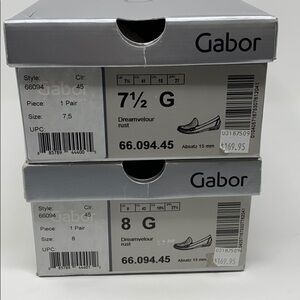 Gabor
Style: Clr
66094 45
Piece: 1 Pair
Size: 7,5
UPC:
7½ G
Dreamvelour
rust
66.094.45
Absatz 15 mm
03187509
$169.95
Gabor
Style: Clr
66094 45
Piece: 1 Pair
Size: 8
UPC:
8 G
Dreamvelour
rust
66.094.45
Absatz 15 mm
$169.95